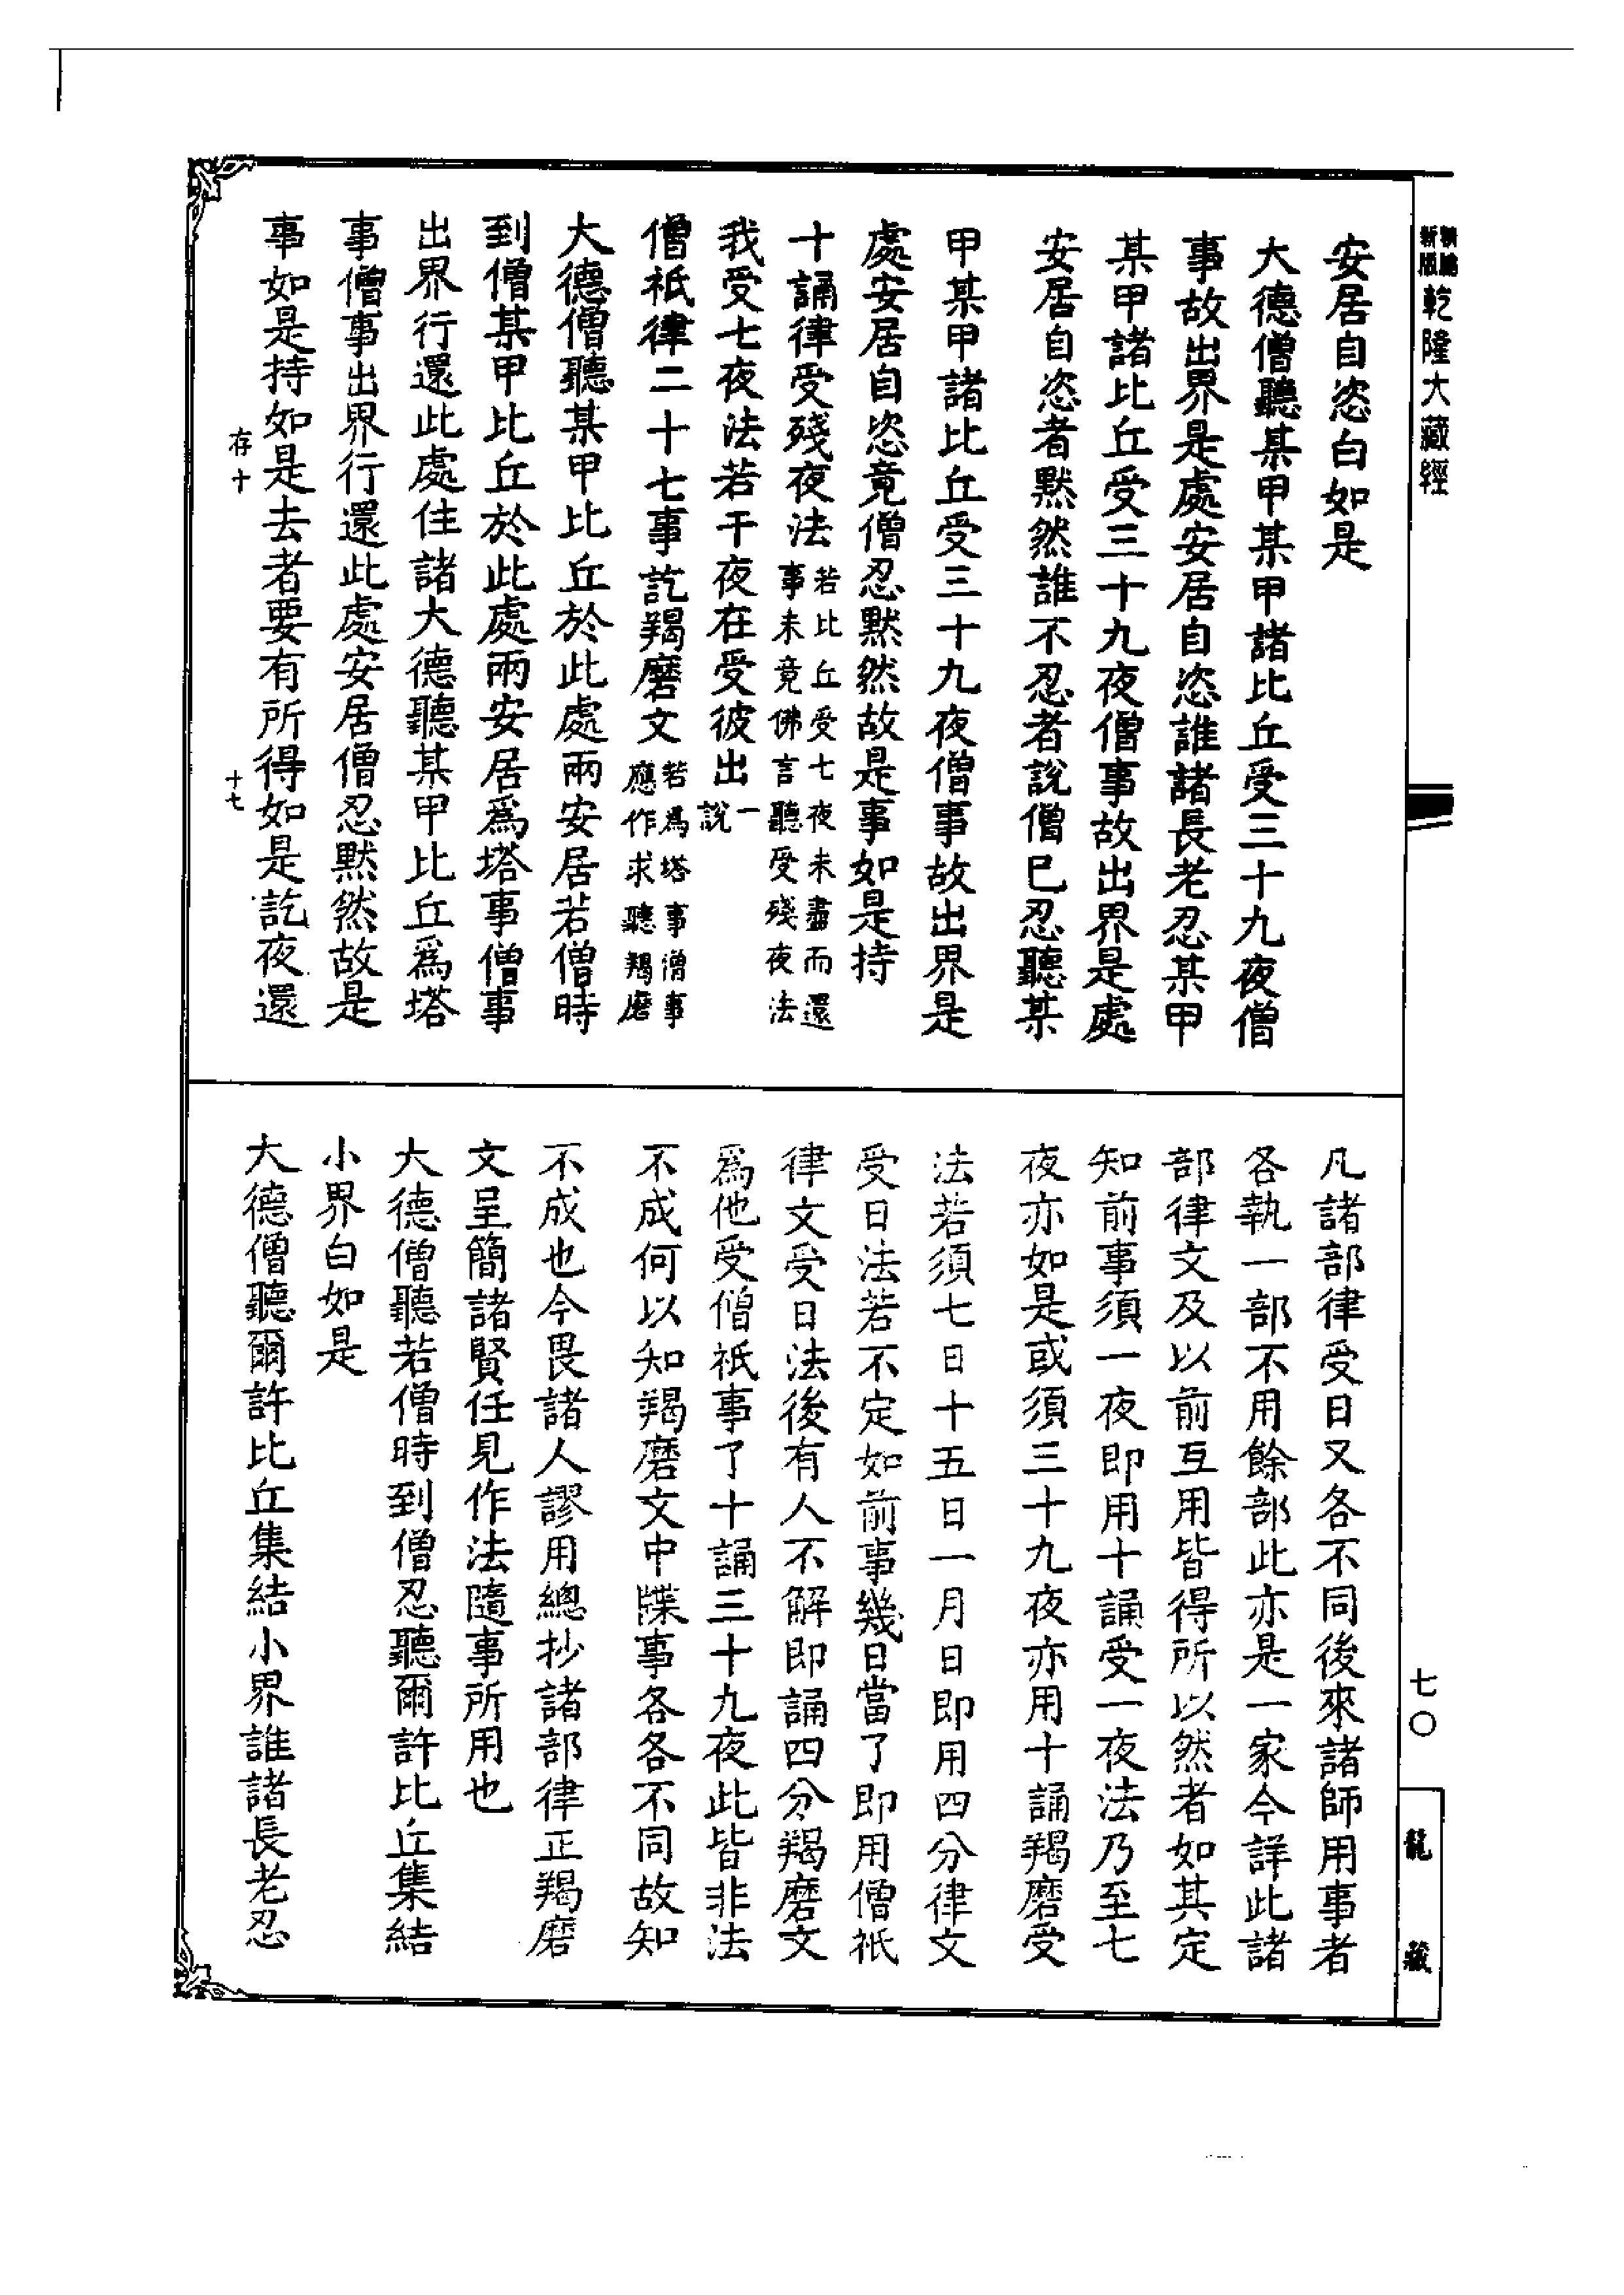 新編
新版
乾隆大藏經
安居自恣白如是
大德僧聽某甲某甲諸比丘受三十九夜僧
事故出界是處安居自恣誰諸長老忍某甲
某甲諸比丘受三十九夜僧事故出界是處
安居自恣者默然誰不忍者說僧已忍聽某
甲某甲諸比丘受三十九夜僧事故出界是
處安居自恣竟僧忍默然故是事如是持
十誦律受殘夜法若比丘受七夜未盡而還事未竟佛言聽受殘夜法
我受七夜法若干夜在受彼出一說
僧祇律二十七事訖羯磨文若為塔事僧事應作求聽羯磨
大德僧聽某甲比丘於此處兩安居若僧時
到僧某甲比丘於此處兩安居爲塔事僧事
出界行還此處住諸大德聽某甲比丘爲塔
事僧事出界行還此處安居僧忍默然故是
事如是持如是去者要有所得如是訖夜還
存十
十七
凡諸部律受日又各不同後來諸師用事者
各執一部不用餘部此亦是一家今詳此諸
部律文及以前互用皆得所以然者如其定
知前事須一夜即用十誦受一夜法乃至七
夜亦如是或須三十九夜亦用十誦羯磨受
法若須七日十五日一月日即用四分律文
受日法若不定如前事幾日當了即用僧祇
律文受日法後有人不解即誦四分羯磨文
爲他受僧祇事了十誦三十九夜此皆非法
不成何以知羯磨文中牒事各各不同故知
不成也今畏諸人謬用總抄諸部律正羯磨
文呈簡諸賢任見作法隨事所用也
大德僧聽若僧時到僧忍聽爾許比丘集結
小界白如是
大德僧聽爾許比丘集結小界誰諸長老忍
七〇
龍藏